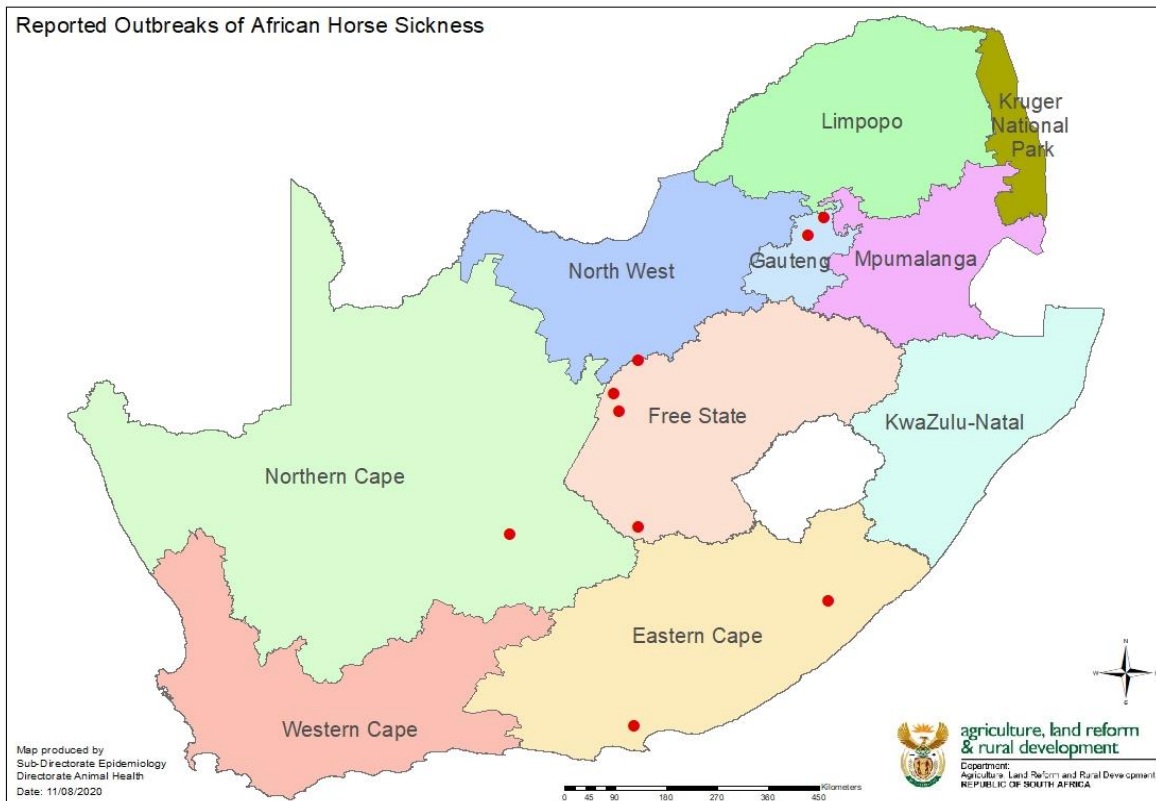 Reported Outbreaks of African Horse Sickness
Limpopo
Kruger
National
Park
North West
Gauteng
Mpumalanga
Free State
KwaZulu-Natal
Northern Cape
Eastern Cape
Western Cape
N
W
S
Map produced by
Sub-Directorate Epidemiology
Directorate Animal Health
Date: 11/08/2020
Kilometers
0 45 90 180 270 360 450
agriculture, land reform
& rural development
Department:
Agriculture, Land Reform and Rural Development
REPUBLIC OF SOUTH AFRICA